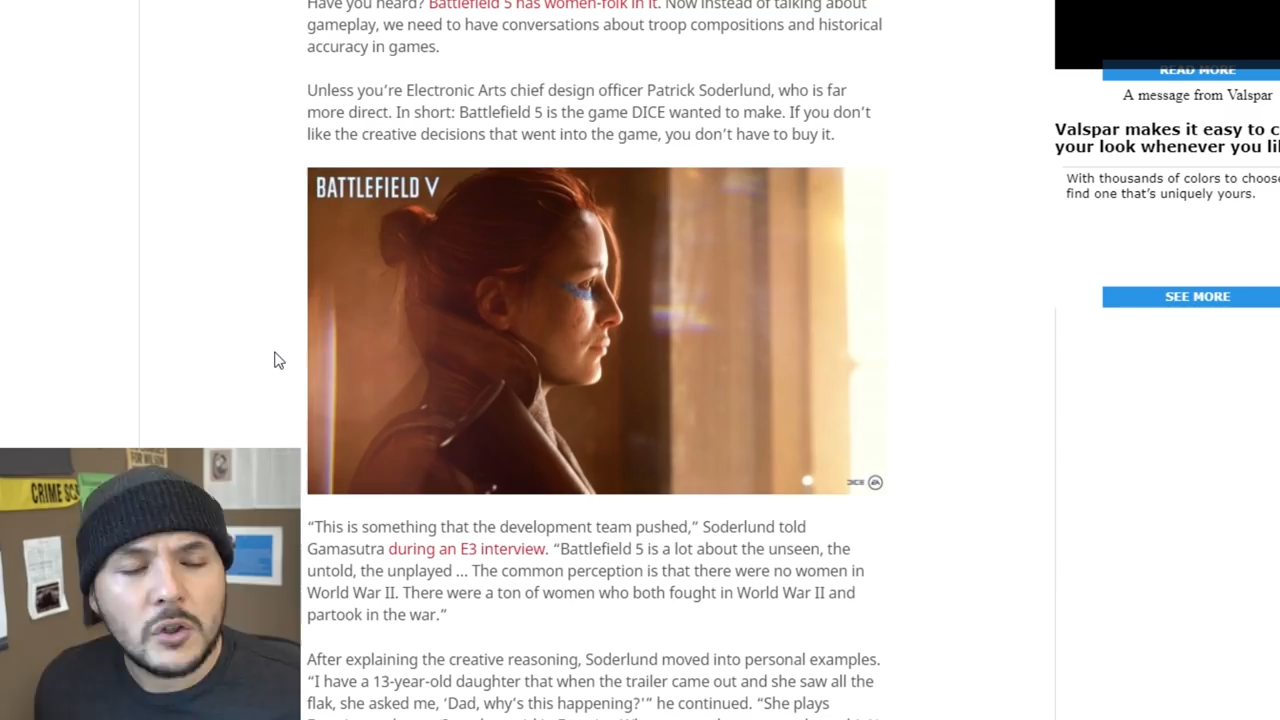 Have you heard? Battlefield 5 has women-folk in it. Now instead of talking about
gameplay, we need to have conversations about troop compositions and historical
accuracy in games.
Unless you’re Electronic Arts chief design officer Patrick Soderlund, who is far
more direct. In short: Battlefield 5 is the game DICE wanted to make. If you don’t
like the creative decisions that went into the game, you don’t have to buy it.
BATTLEFIELD V
DICE EA
“This is something that the development team pushed,” Soderlund told
Gamasutra during an E3 interview. “Battlefield 5 is a lot about the unseen, the
untold, the unplayed ... The common perception is that there were no women in
World War II. There were a ton of women who both fought in World War II and
partook in the war.”
After explaining the creative reasoning, Soderlund moved into personal examples.
“I have a 13-year-old daughter that when the trailer came out and she saw all the
flak, she asked me, ‘Dad, why’s this happening?’” he continued. “She plays
READ MORE
A message from Valspar
Valspar makes it easy to c
your look whenever you li
With thousands of colors to choose
find one that’s uniquely yours.
SEE MORE
CRIME SC